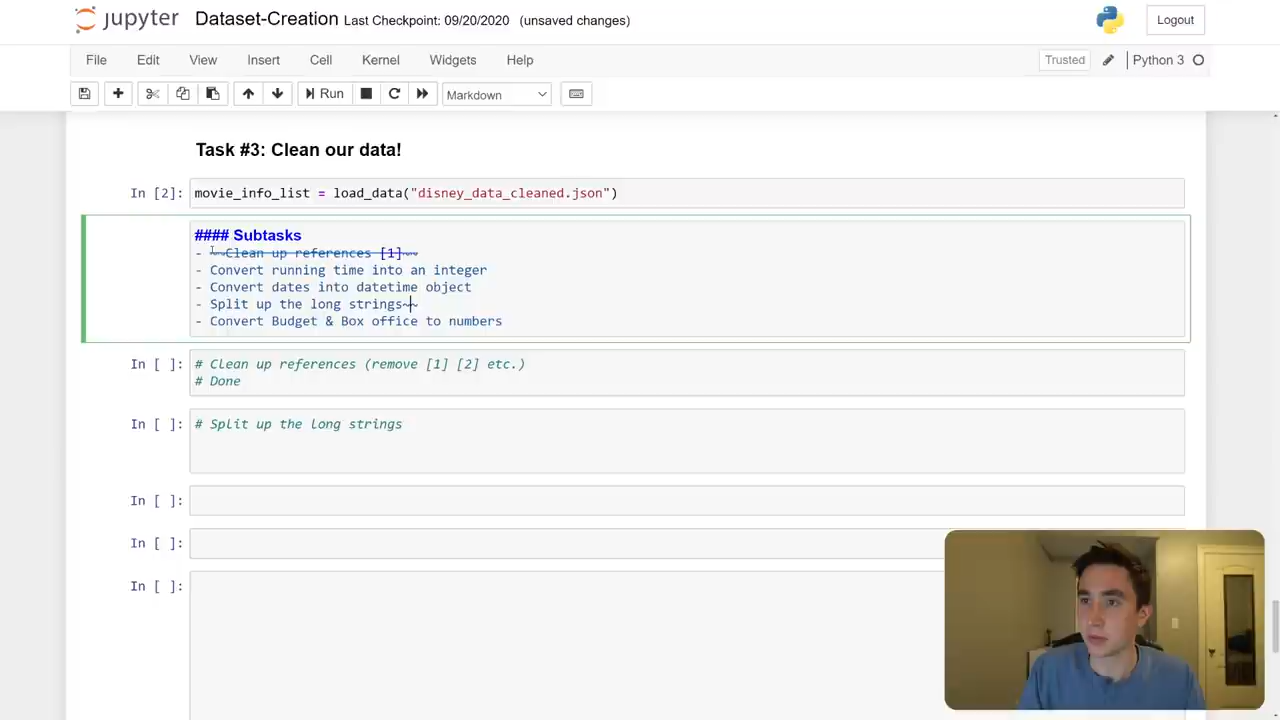 jupyter Dataset-Creation Last Checkpoint: 09/20/2020 (unsaved changes) Logout
File Edit View Insert Cell Kernel Widgets Help Trusted Python 3
Run Markdown
Task #3: Clean our data!
In [2]: movie_info_list = load_data("disney_data_cleaned.json")
#### Subtasks
- ~~Clean up references [1]~~
- Convert running time into an integer
- Convert dates into datetime object
- Split up the long strings~~
- Convert Budget & Box office to numbers
In [ ]: # Clean up references (remove [1] [2] etc.)
# Done
In [ ]: # Split up the long strings
In [ ]:
In [ ]:
In [ ]: